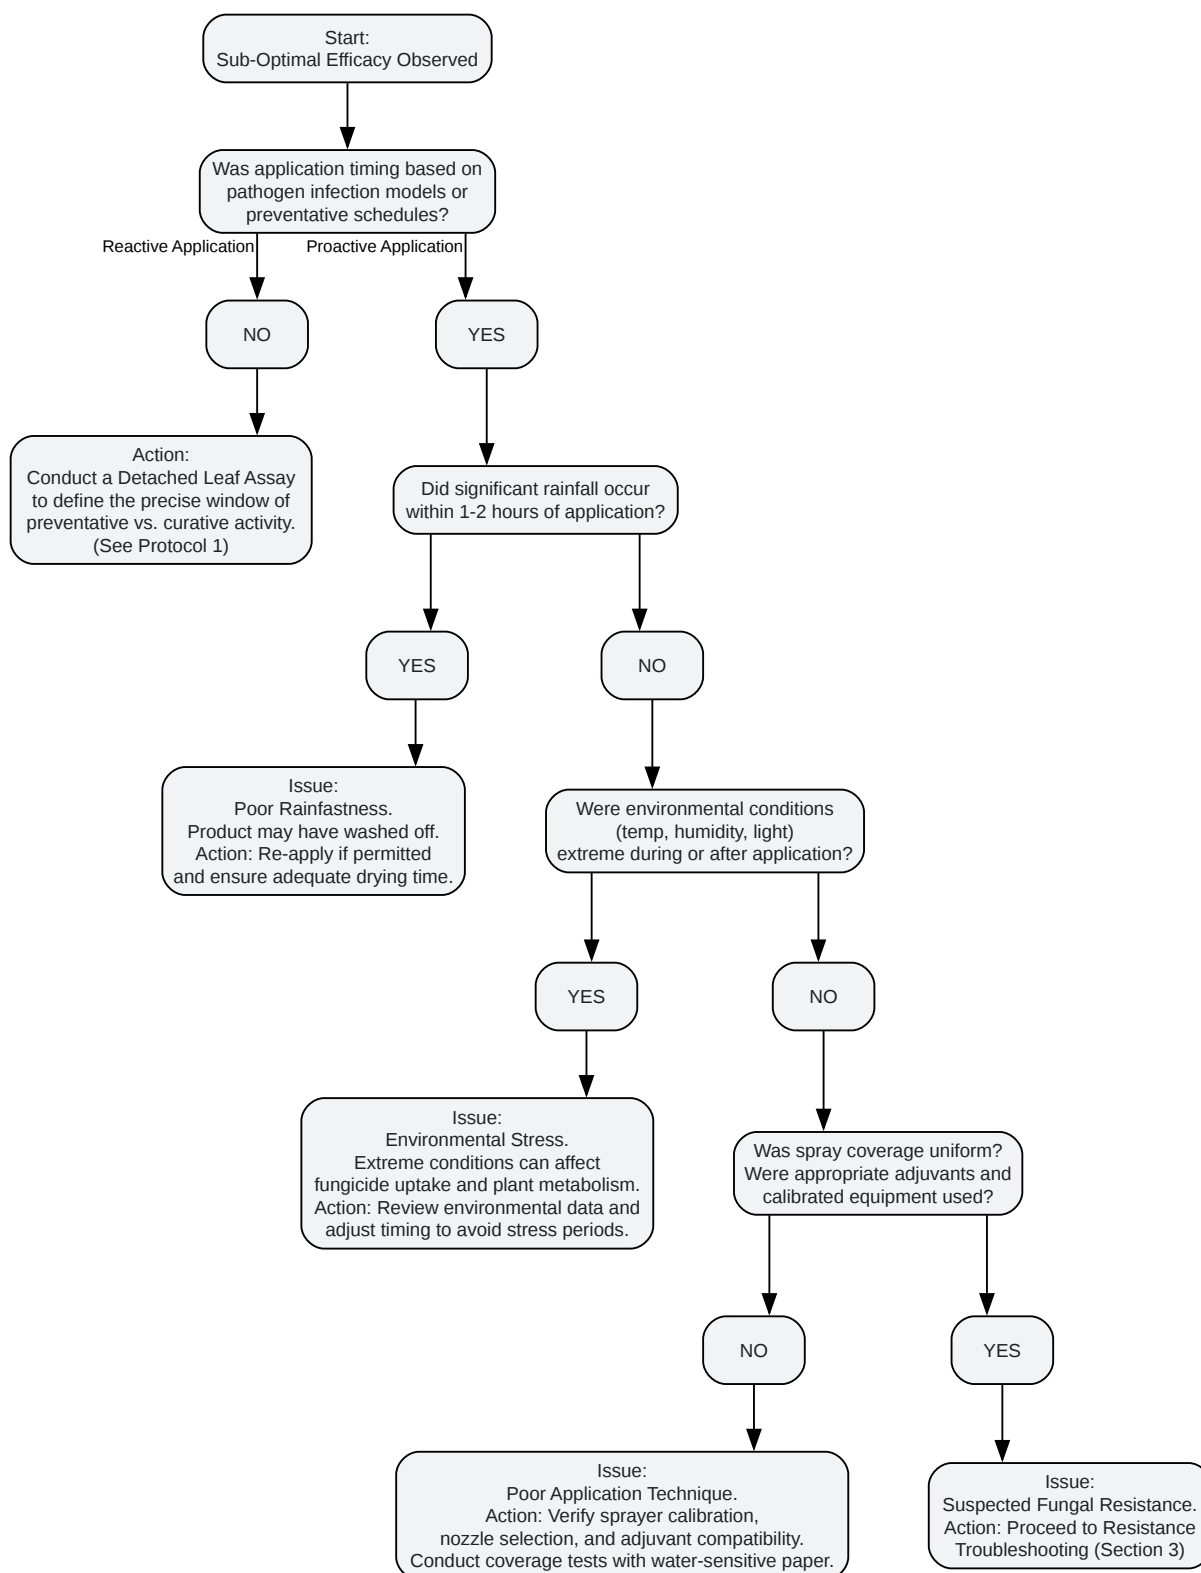 Start:
Sub-Optimal Efficacy Observed
Was application timing based on
pathogen infection models or
preventative schedules?
Reactive Application
Proactive Application
NO
YES
Action:
Conduct a Detached Leaf Assay
to define the precise window of
preventative vs. curative activity.
(See Protocol 1)
Did significant rainfall occur
within 1-2 hours of application?
YES
NO
Issue:
Poor Rainfastness.
Product may have washed off.
Action: Re-apply if permitted
and ensure adequate drying time.
Were environmental conditions
(temp, humidity, light)
extreme during or after application?
YES
NO
Issue:
Environmental Stress.
Extreme conditions can affect
fungicide uptake and plant metabolism.
Action: Review environmental data and
adjust timing to avoid stress periods.
Was spray coverage uniform?
Were appropriate adjuvants and
calibrated equipment used?
NO
YES
Issue:
Poor Application Technique.
Action: Verify sprayer calibration,
nozzle selection, and adjuvant compatibility.
Conduct coverage tests with water-sensitive paper.
Issue:
Suspected Fungal Resistance.
Action: Proceed to Resistance
Troubleshooting (Section 3)